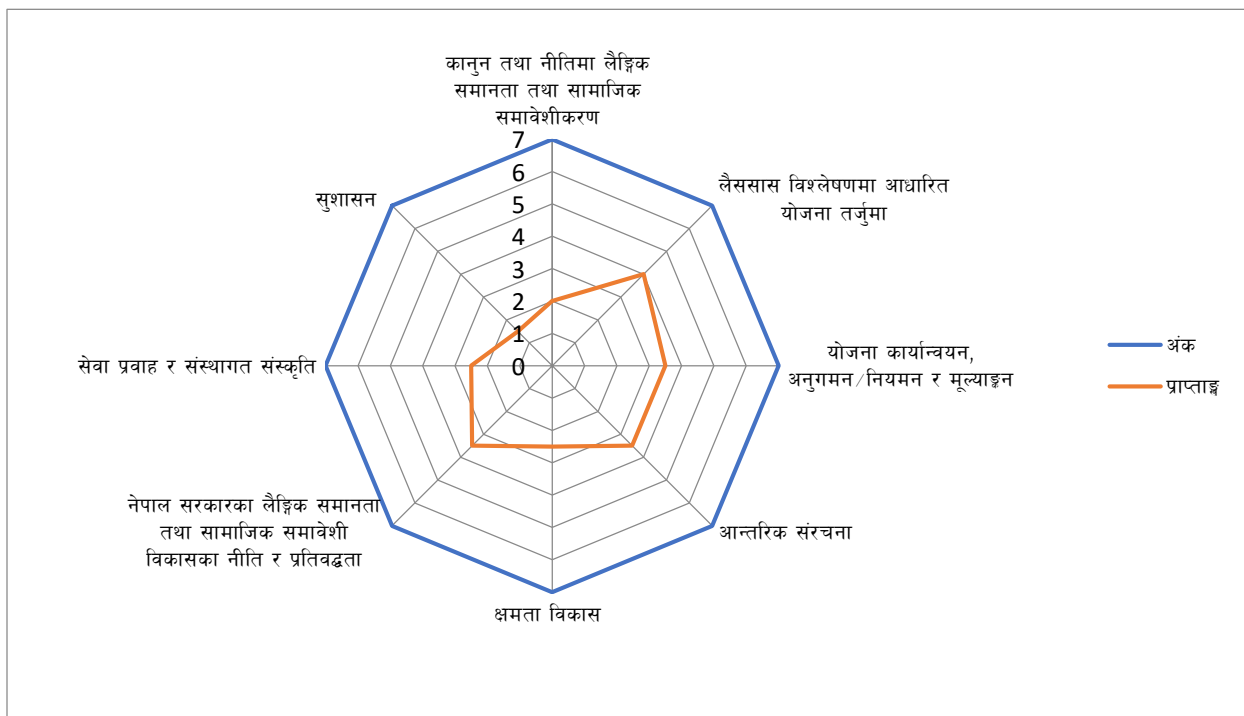 कानुन तथा नीतिमा लैङ्गिक
समानता तथा सामाजिक
समावेशीकरण
7
6
5
4
3
2
1
0
लैससास विश्लेषणमा आधारित
योजना तर्जुमा
योजना कार्यान्वयन,
अनुगमन/नियमन र मूल्याङ्कन
आन्तरिक संरचना
क्षमता विकास
नेपाल सरकारका लैङ्गिक समानता
तथा सामाजिक समावेशी
विकासका नीति र प्रतिवद्धता
सेवा प्रवाह र संस्थागत संस्कृति
सुशासन
अंक
प्राप्ताङ्क